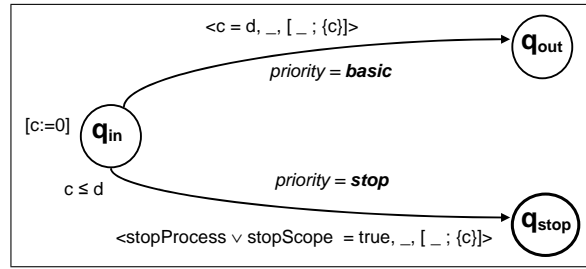 <c = d, _, [ _ ; {c}]>
q_out
priority = basic
[c:=0]
q_in
priority = stop
c ≤ d
q_stop
<stopProcess ∨ stopScope = true, _, [ _ ; {c}]>